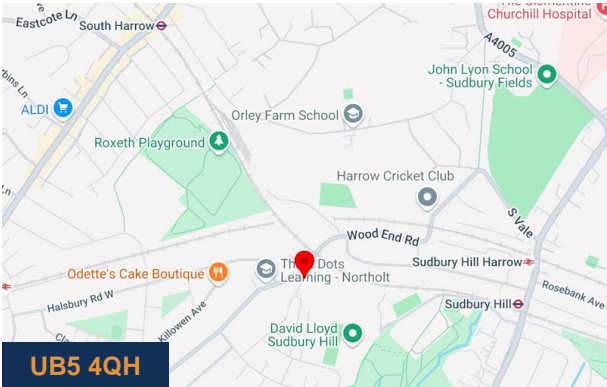 Eastcote Ln
South Harrow
The Clementine
Churchill Hospital
A4005
John Lyon School
- Sudbury Fields
ALDI
Orley Farm School
Roxeth Playground
Harrow Cricket Club
S Vale
Wood End Rd
Sudbury Hill Harrow
Learning - Northolt
Odette's Cake Boutique
Rosebank Ave
Halsbury Rd W
Killowen Ave
Sudbury Hill
David Lloyd
Sudbury Hill
UB5 4QH